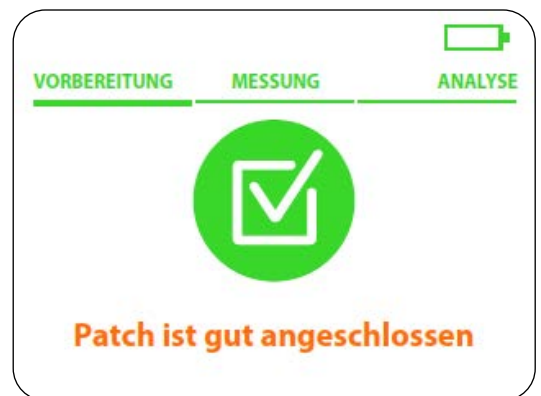 VORBEREITUNG MESSUNG ANALYSE
Patch ist gut angeschlossen